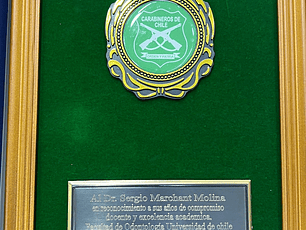 CARABINEROS DE
CHILE
Al Dr. Sergio Marchant Molina
en reconocimiento a sus años de compromiso
docente y excelencia academica.
Facultad de Odontología Universidad de chile